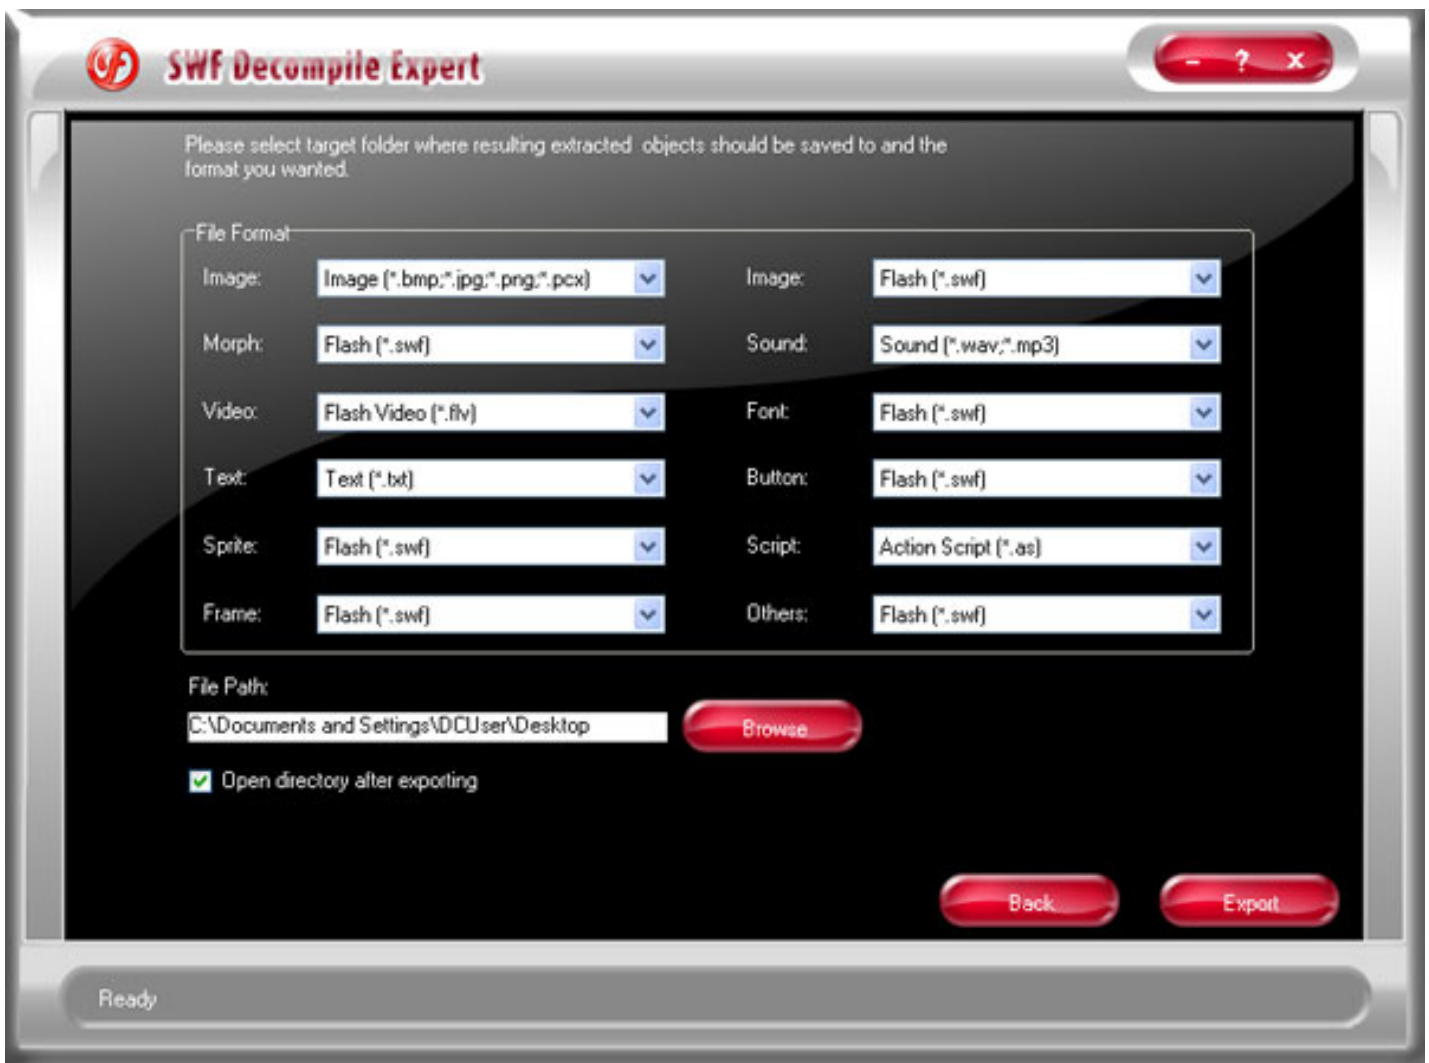 SWF Decompile Expert
- ? x
Please select target folder where resulting extracted objects should be saved to and the
format you wanted.
File Format
Image: Image (*.bmp;*.jpg;*.png;*.pcx) Image: Flash (*.swf)
Morph: Flash (*.swf) Sound: Sound (*.wav;*.mp3)
Video: Flash Video (*.flv) Font: Flash (*.swf)
Text: Text (*.txt) Button: Flash (*.swf)
Sprite: Flash (*.swf) Script: Action Script (*.as)
Frame: Flash (*.swf) Others: Flash (*.swf)
File Path:
C:\Documents and Settings\DCUser\Desktop Browse
Open directory after exporting
Back Export
Ready